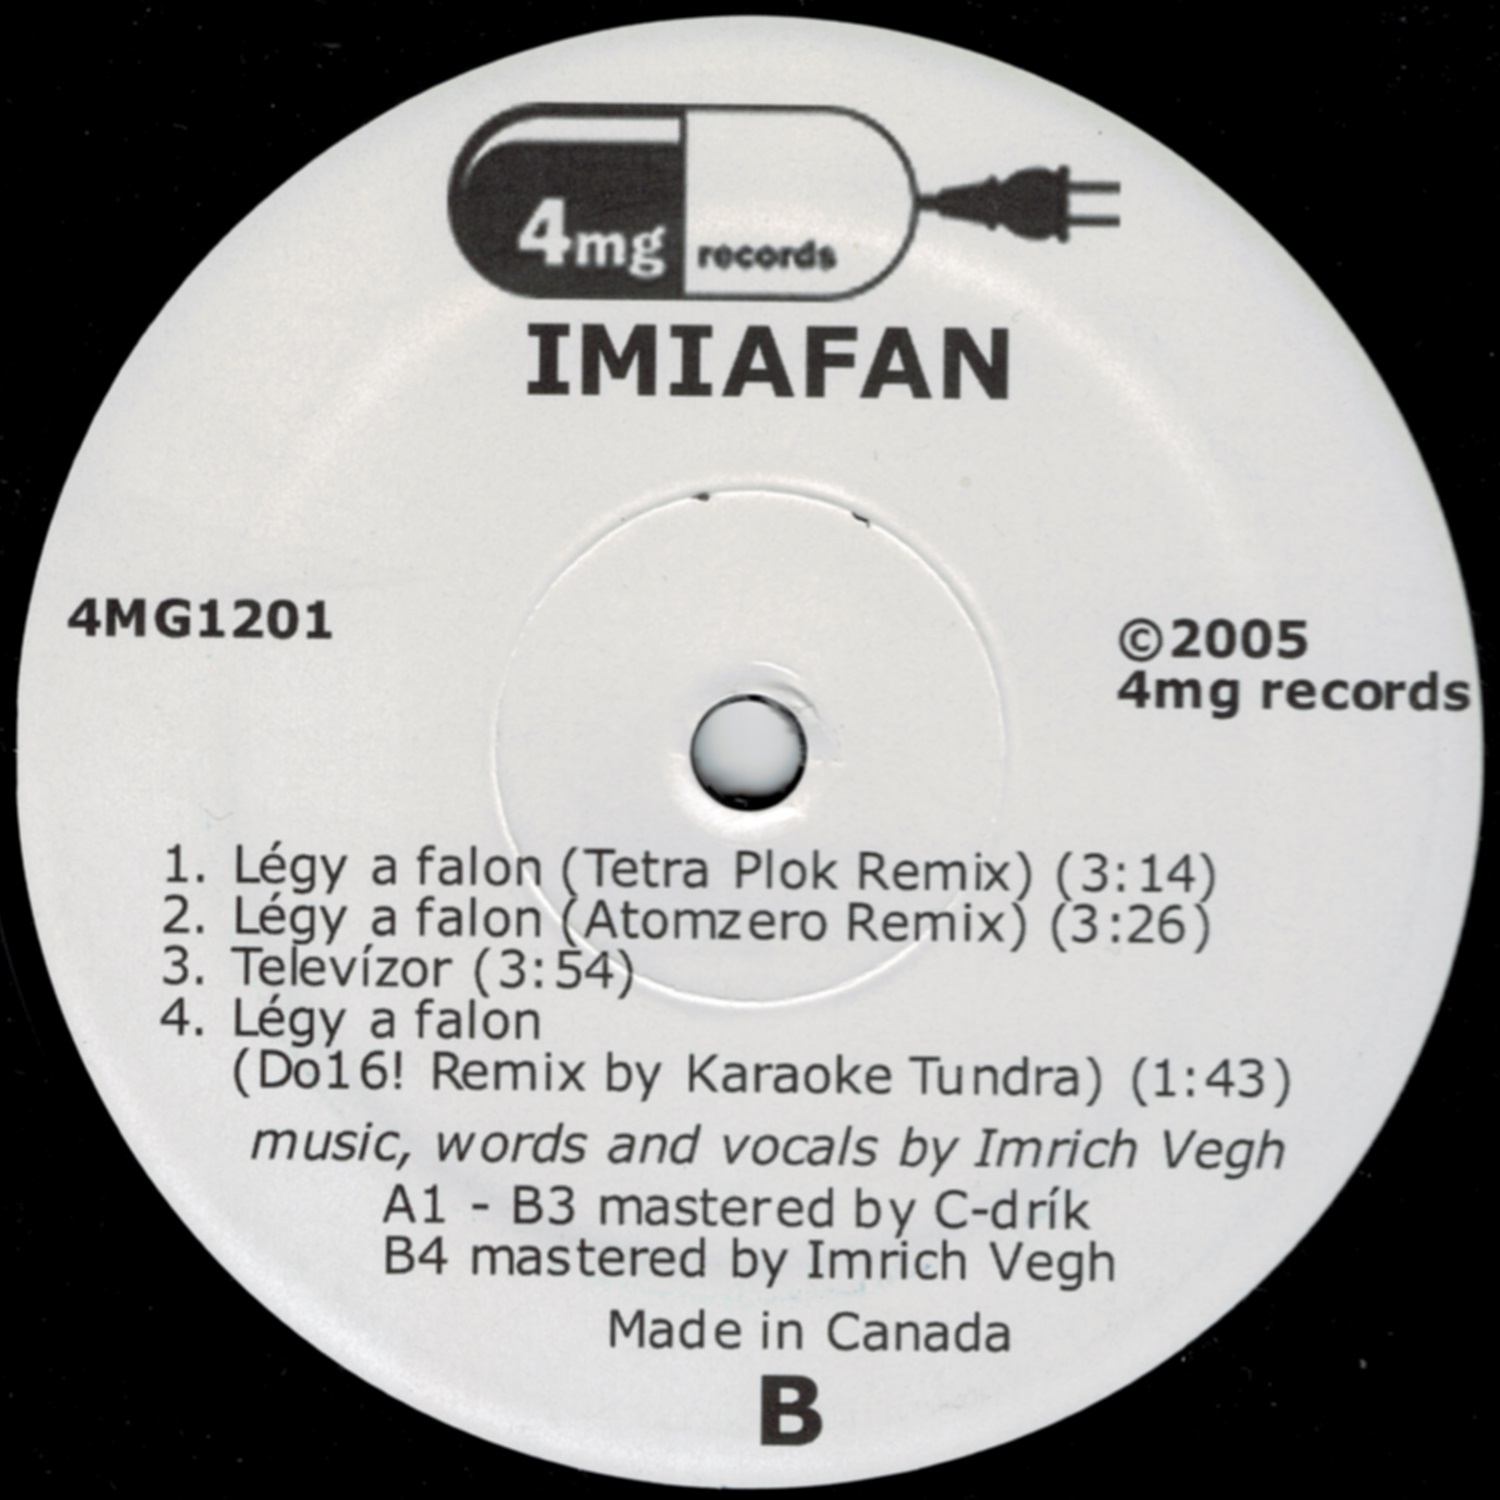 4mg records
IMIAFAN
4MG1201
©2005
4mg records
1. Légy a falon (Tetra Plok Remix) (3:14)
2. Légy a falon (Atomzero Remix) (3:26)
3. Televízor (3:54)
4. Légy a falon
(Do16! Remix by Karaoke Tundra) (1:43)
music, words and vocals by Imrich Vegh
A1 - B3 mastered by C-drík
B4 mastered by Imrich Vegh
Made in Canada
B